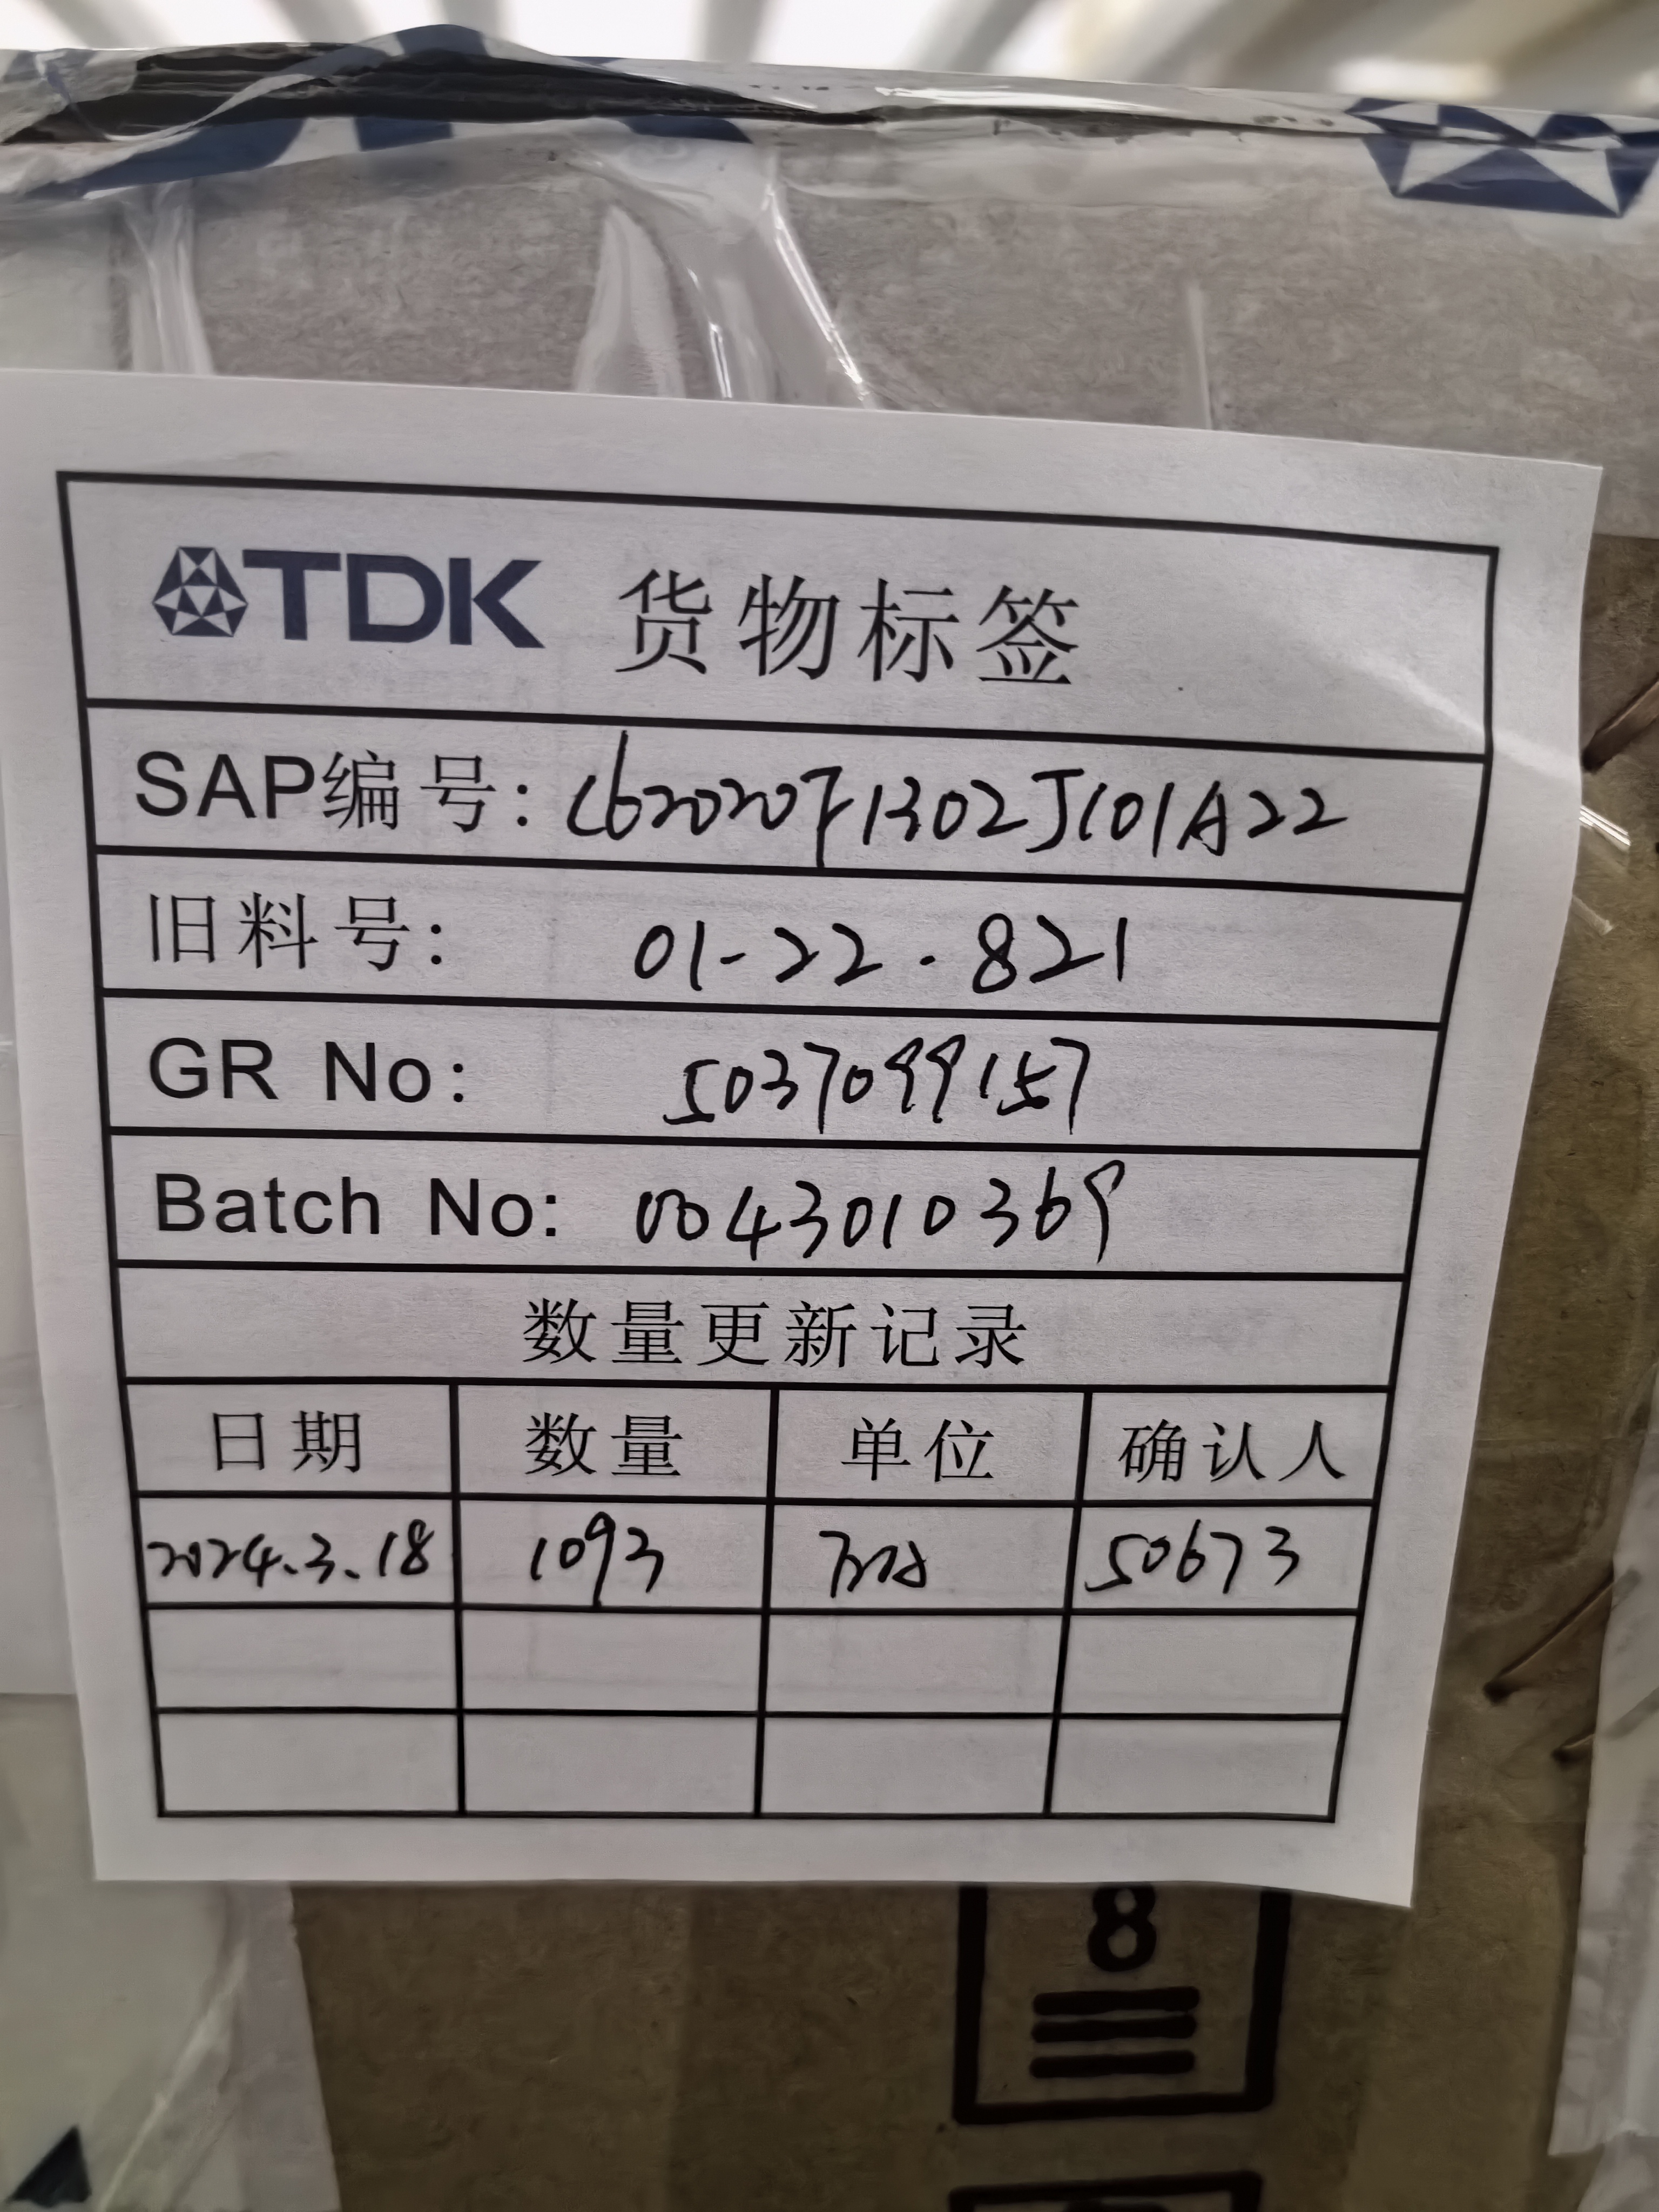 TDK 货物标签
SAP编号: C62020F1302J101A22
旧料号: 01-22.821
GR No: 5037099157
Batch No: 0043010369
数量更新记录
日期 数量 单位 确认人
2024.3.18 1093 50673
8